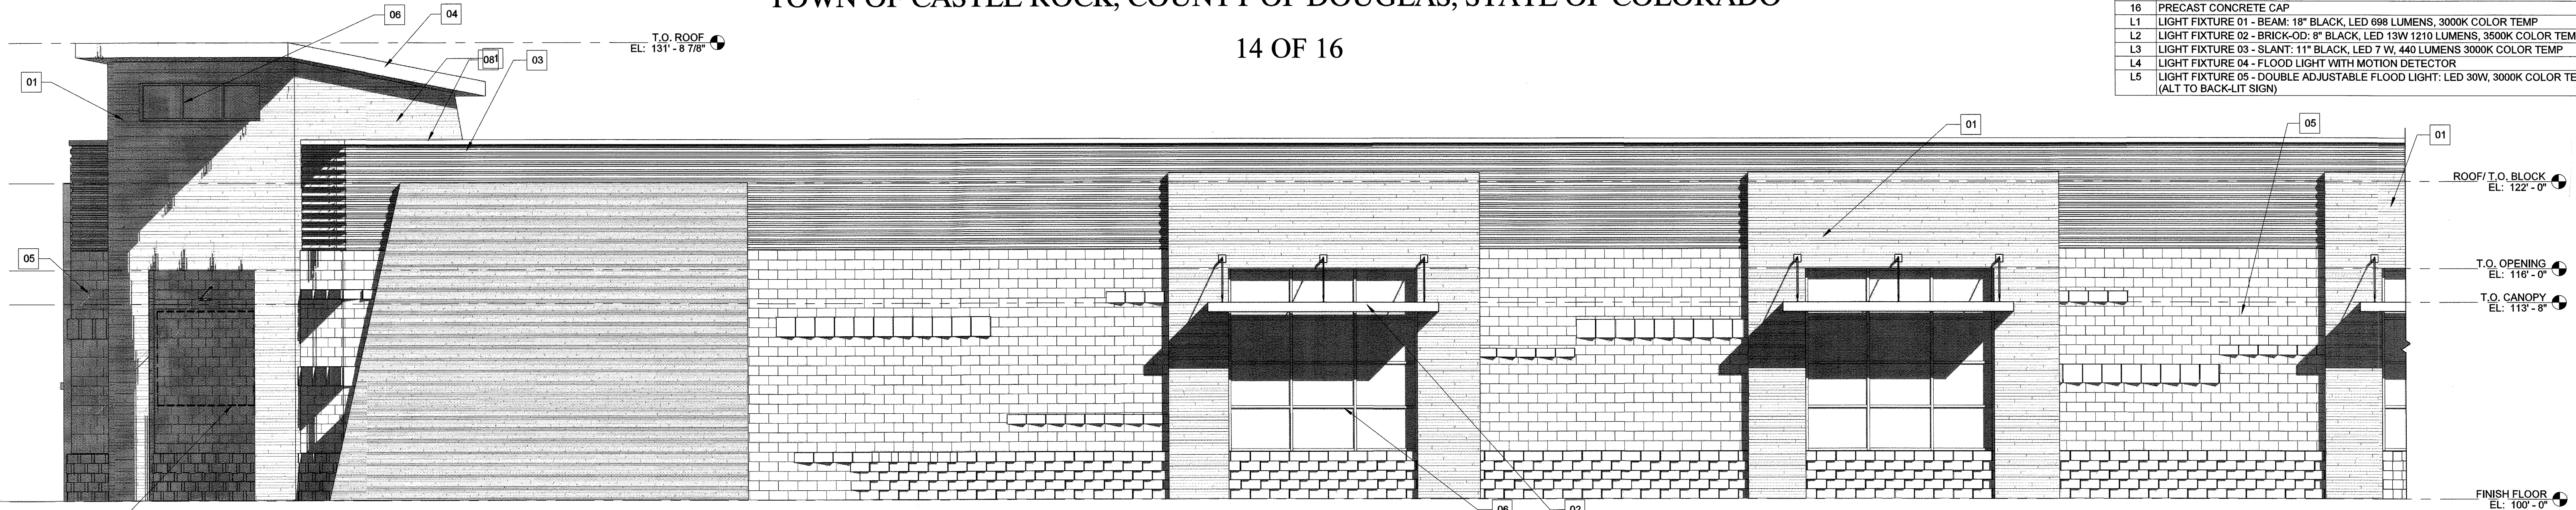 TOWN OF CASTLE ROCK, COUNTY OF DOUGLAS, STATE OF COLORADO
14 OF 16
16 PRECAST CONCRETE CAP
L1 LIGHT FIXTURE 01 - BEAM: 18" BLACK, LED 698 LUMENS, 3000K COLOR TEMP
L2 LIGHT FIXTURE 02 - BRICK-OD: 8" BLACK, LED 13W 1210 LUMENS, 3500K COLOR TEM
L3 LIGHT FIXTURE 03 - SLANT: 11" BLACK, LED 7 W, 440 LUMENS 3000K COLOR TEMP
L4 LIGHT FIXTURE 04 - FLOOD LIGHT WITH MOTION DETECTOR
L5 LIGHT FIXTURE 05 - DOUBLE ADJUSTABLE FLOOD LIGHT: LED 30W, 3000K COLOR TE
(ALT TO BACK-LIT SIGN)
06
04
T.O. ROOF
EL: 131' - 8 7/8"
03
01
01
05
01
ROOF/ T.O. BLOCK
EL: 122' - 0"
05
T.O. OPENING
EL: 116' - 0"
T.O. CANOPY
EL: 113' - 8"
FINISH FLOOR
EL: 100' - 0"
06
02